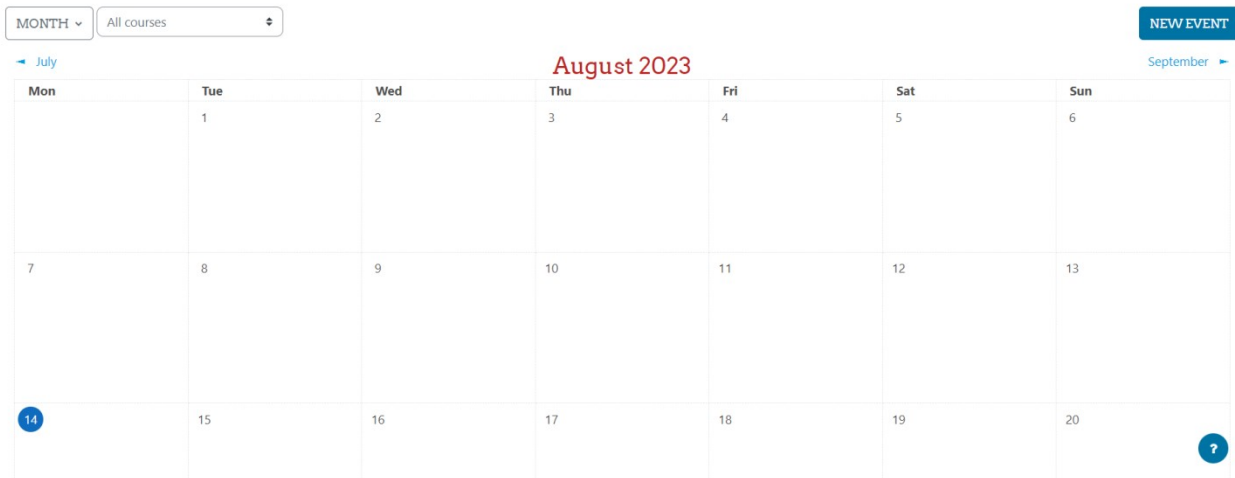 MONTH All courses NEW EVENT
◄ July August 2023 September ►
Mon Tue Wed Thu Fri Sat Sun
1 2 3 4 5 6
7 8 9 10 11 12 13
14 15 16 17 18 19 20
?